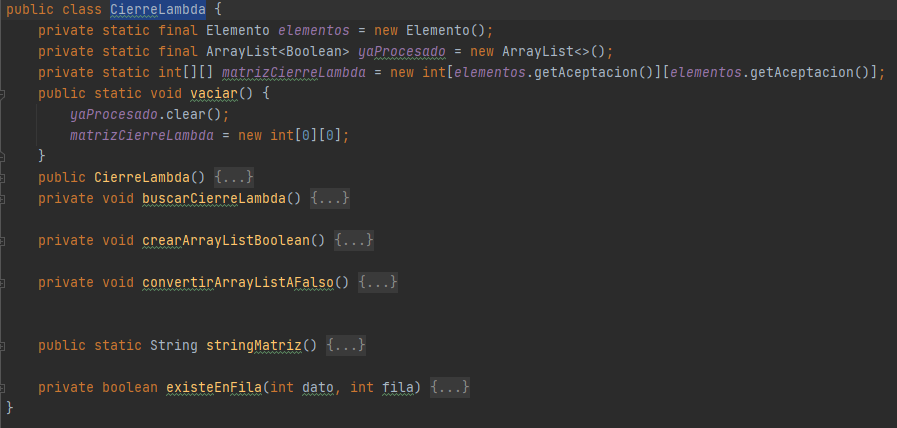 public class CierreLambda {
    private static final Elemento elementos = new Elemento();
    private static final ArrayList<Boolean> yaProcesado = new ArrayList<>();
    private static int[][] matrizCierreLambda = new int[elementos.getAceptacion()][elementos.getAceptacion()];
    public static void vaciar() {
        yaProcesado.clear();
        matrizCierreLambda = new int[0][0];
    }
    public CierreLambda() {...}
    private void buscarCierreLambda() {...}
    private void crearArrayListBoolean() {...}
    private void convertirArrayListAFalso() {...}
    public static String stringMatriz() {...}
    private boolean existeEnFila(int dato, int fila) {...}
}